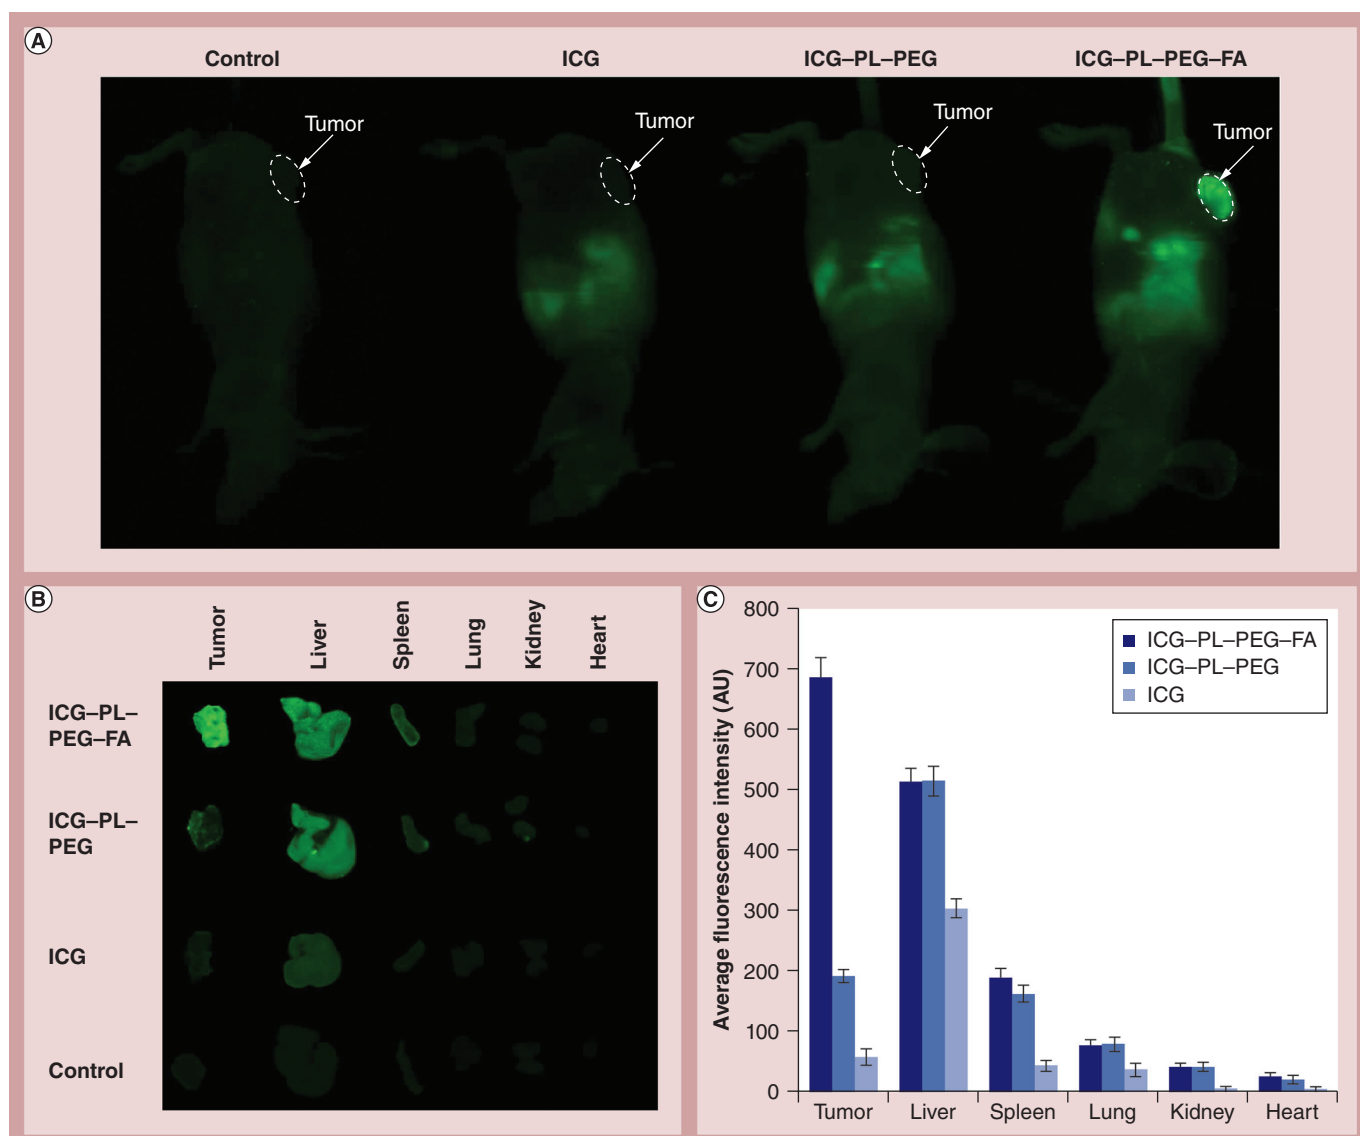 A
Control
ICG
ICG–PL–PEG
ICG–PL–PEG–FA
Tumor
Tumor
Tumor
Tumor
B
Tumor
Liver
Spleen
Lung
Kidney
Heart
ICG–PL–
PEG–FA
ICG–PL–
PEG
ICG
Control
C
Average fluorescence intensity (AU)
800
700
600
500
400
300
200
100
0
ICG–PL–PEG–FA
ICG–PL–PEG
ICG
Tumor
Liver
Spleen
Lung
Kidney
Heart